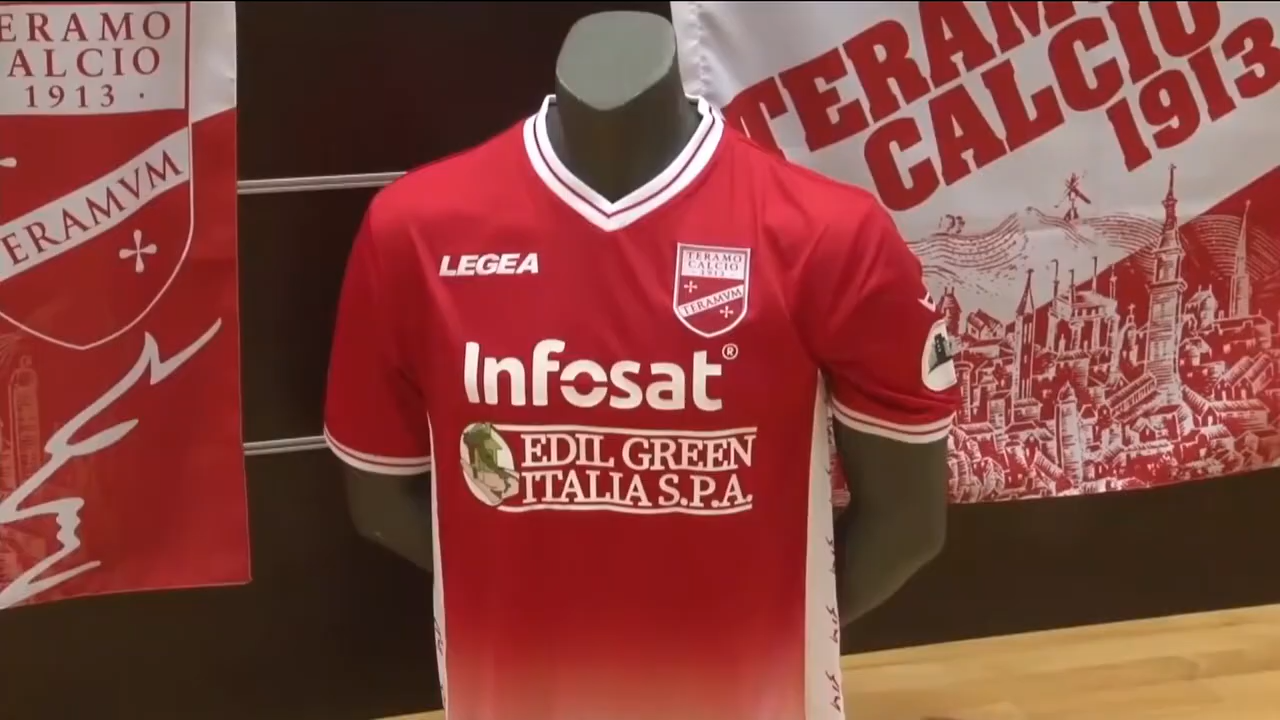 ERAMO
ALCIO
1913 ·
ERAMVM
TERAM
CALCIO
1913
LEGEA
TERAMO
CALCIO
1913
TERAMVM
Infosat®
EDIL GREEN
ITALIA S.P.A.